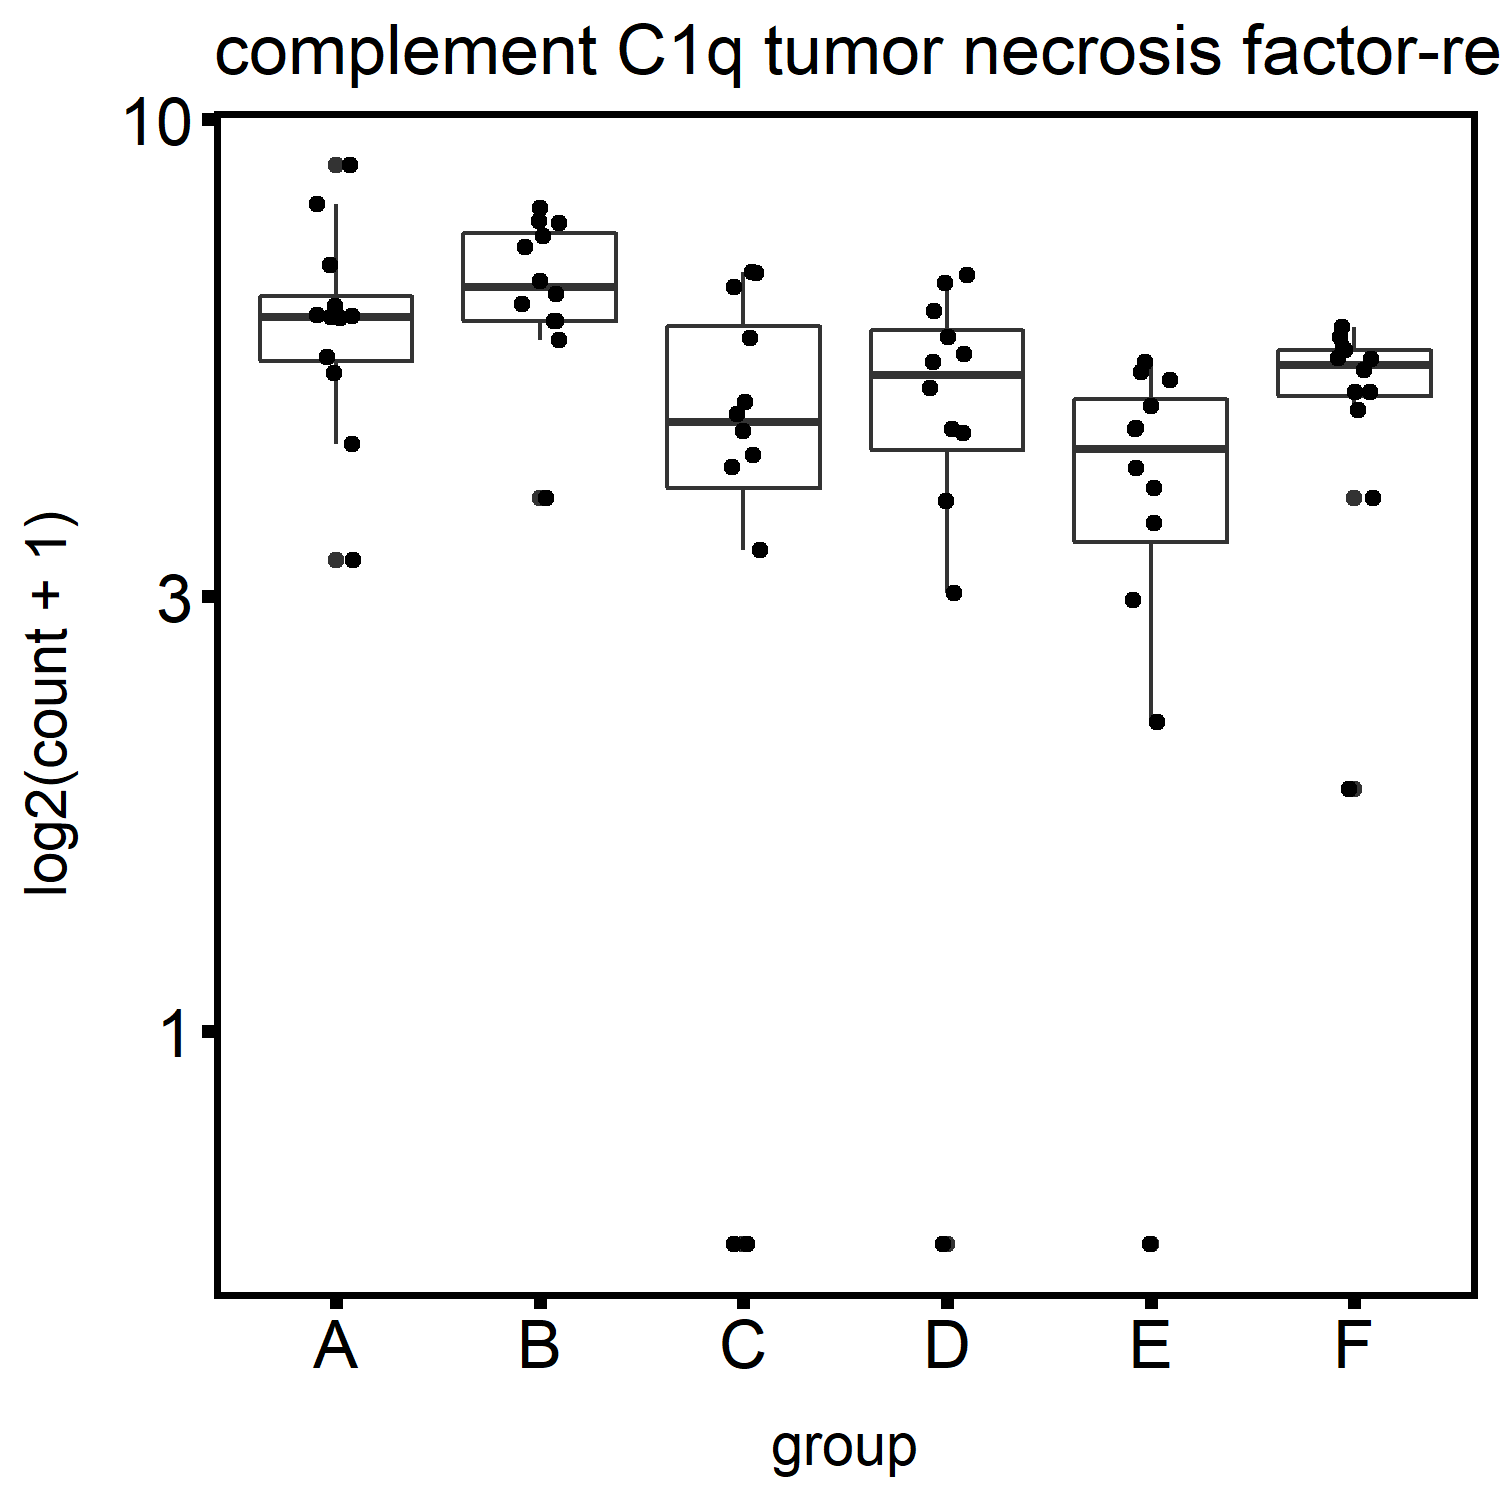 complement C1q tumor necrosis factor-re
10
3
1
log2(count + 1)
A B C D E F
group